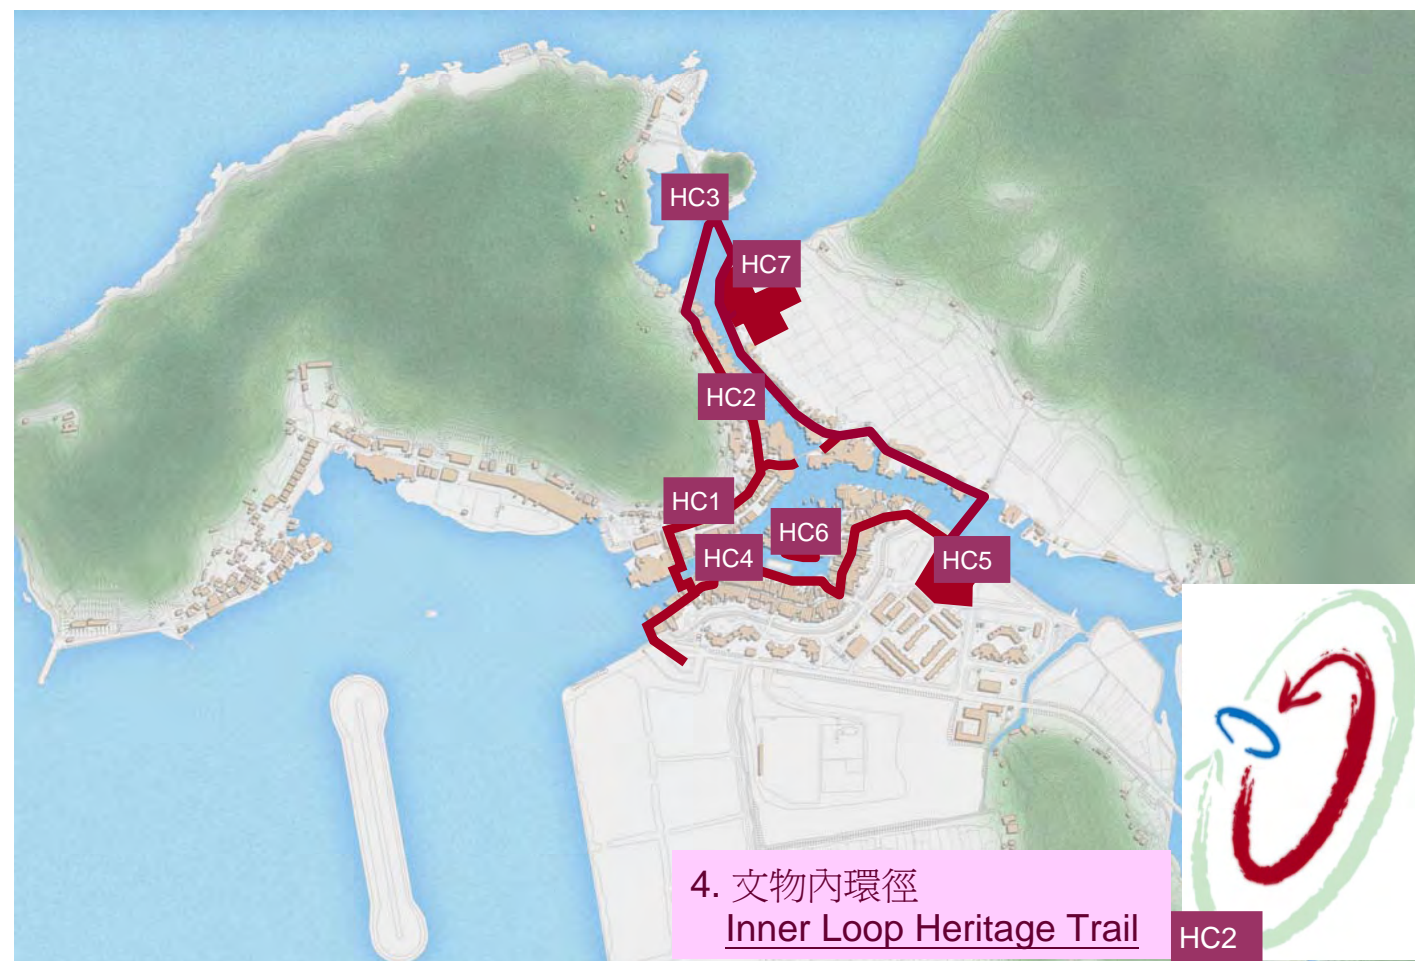 HC3
HC7
HC2
HC1
HC6
HC4
HC5
4. 文物內環徑
Inner Loop Heritage Trail
HC2